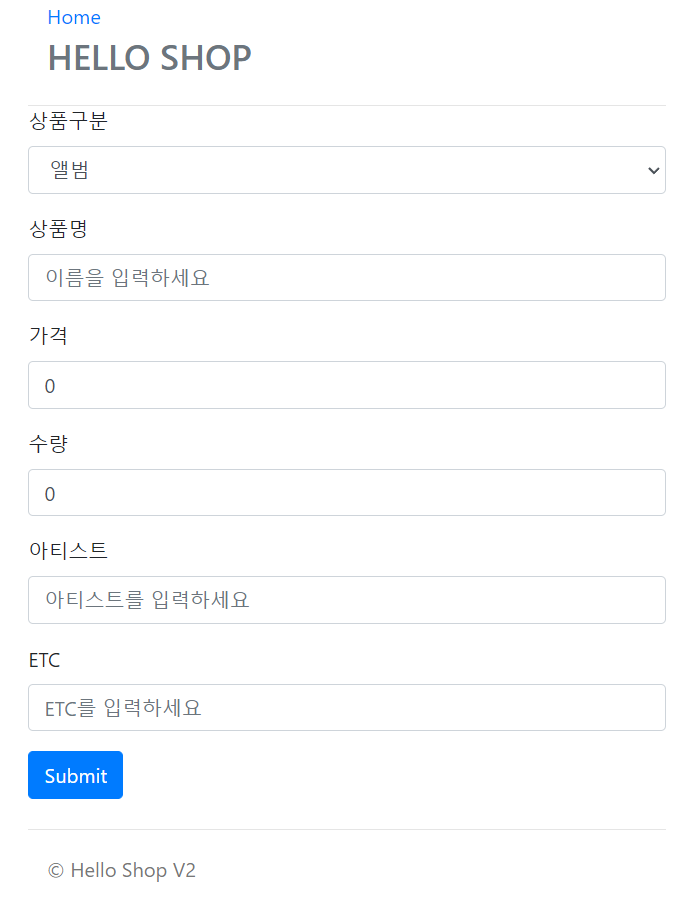 Home
HELLO SHOP
상품구분
앨범
상품명
이름을 입력하세요
가격
0
수량
0
아티스트
아티스트를 입력하세요
ETC
ETC를 입력하세요
Submit
© Hello Shop V2